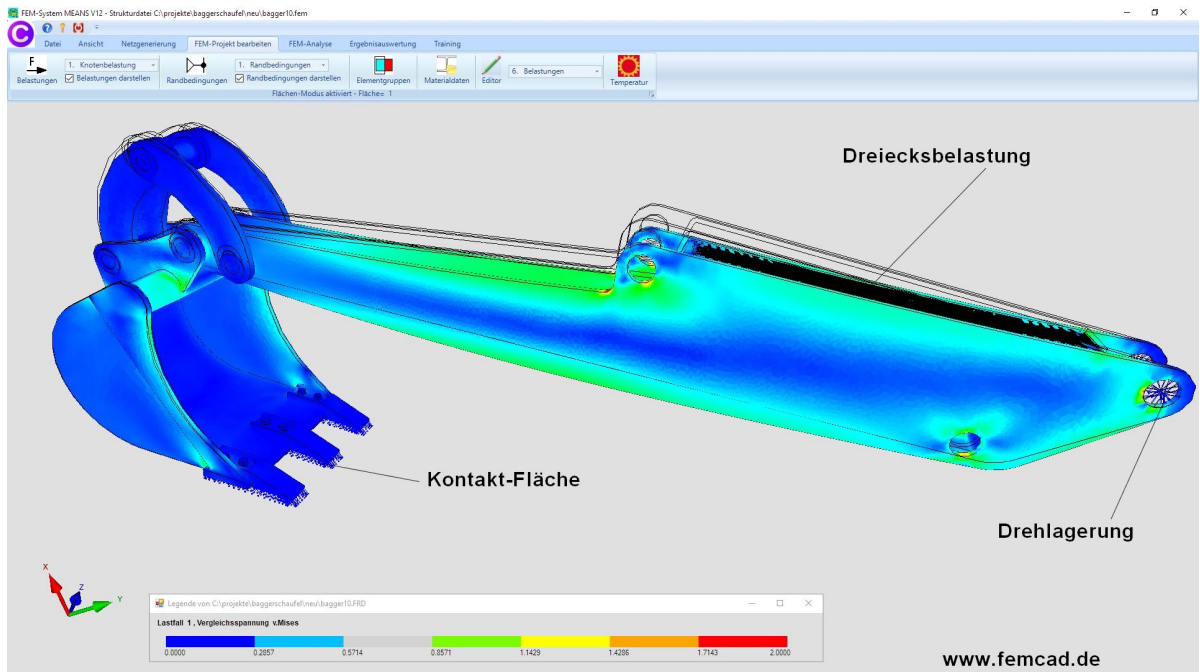 FEM-System MEANS V12 - Strukturdatei C:\projekte\baggerschaufel\neu\bagger10.fem
Datei Ansicht Netzgenerierung FEM-Projekt bearbeiten FEM-Analyse Ergebnisauswertung Training
F
1. Knotenbelastung
1. Randbedingungen
6. Belastungen
Belastungen
Belastungen darstellen
Randbedingungen
Randbedingungen darstellen
Elementgruppen
Materialdaten
Editor
Temperatur
Flächen-Modus aktiviert - Fläche= 1
Dreiecksbelastung
Kontakt-Fläche
Drehlagerung
X
Z
Y
Legende von C:\projekte\baggerschaufel\neu\bagger10.FRD
Lastfall 1 , Vergleichsspannung v.Mises
0.0000 0.2857 0.5714 0.8571 1.1429 1.4286 1.7143 2.0000
www.femcad.de